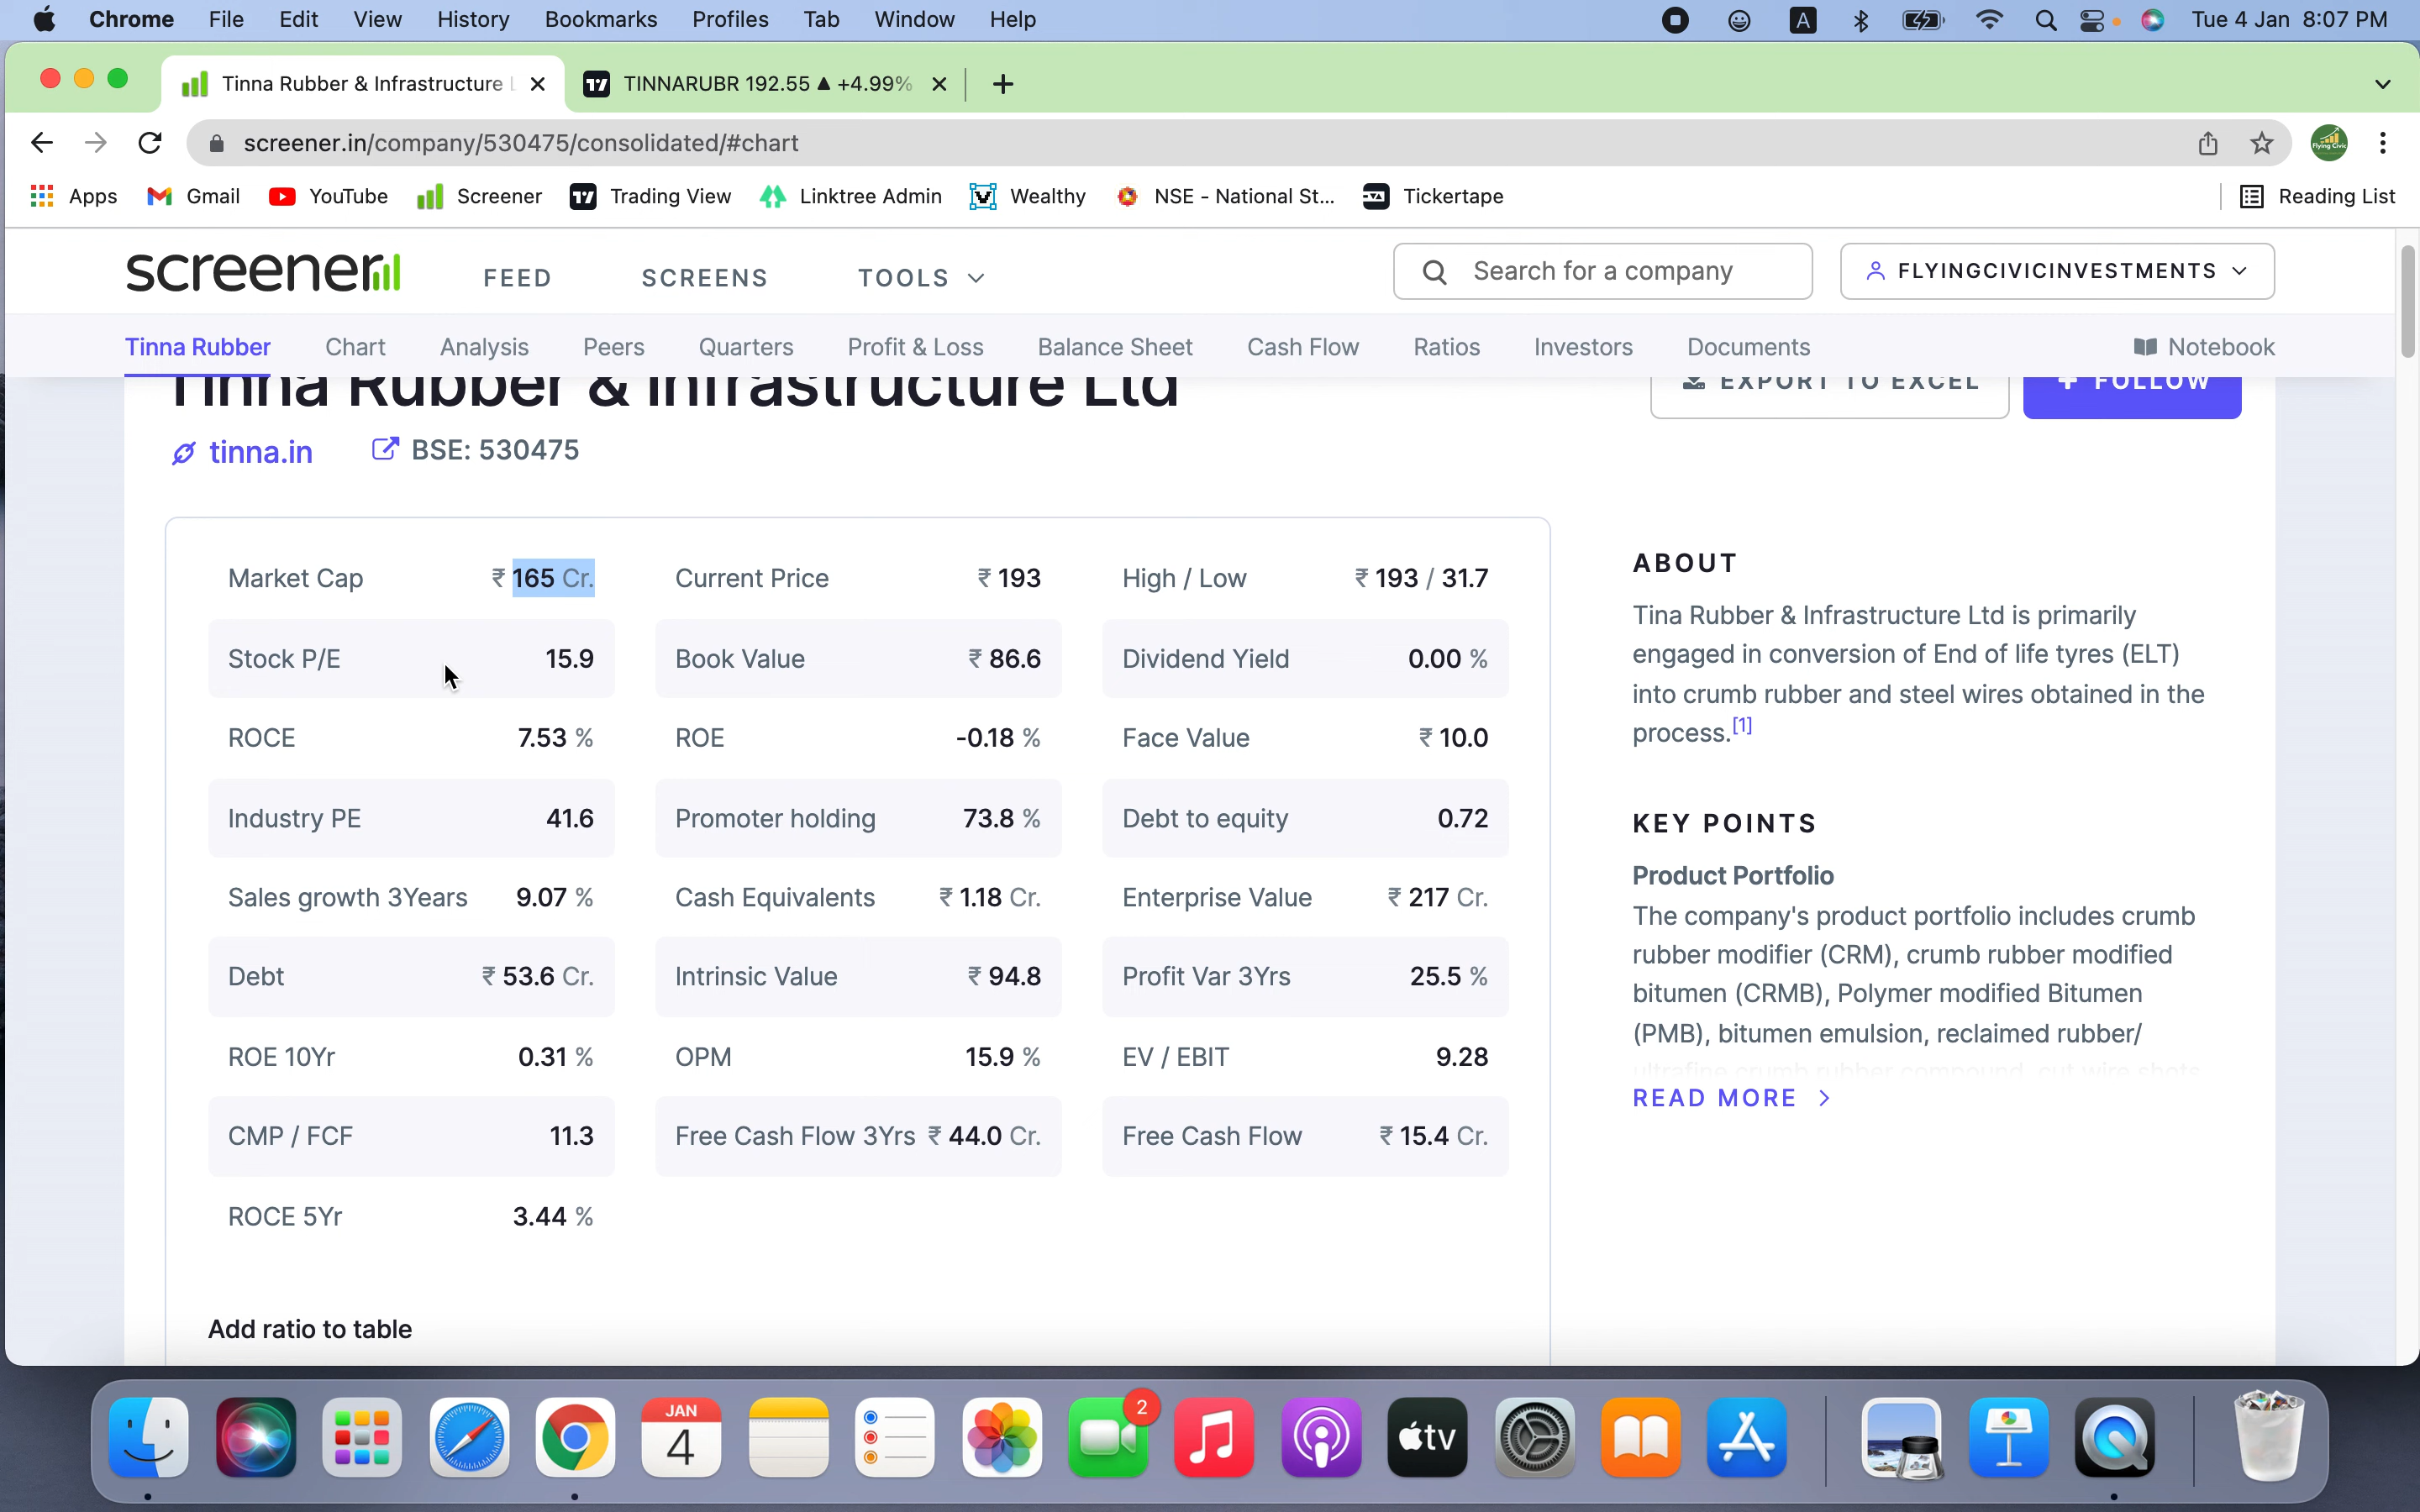 Chrome File Edit View History Bookmarks Profiles Tab Window Help A Tue 4 Jan 8:07 PM
Tinna Rubber & Infrastructure L TINNARUBR 192.55 ▲ +4.99%
screener.in/company/530475/consolidated/#chart Flying Civic
Apps Gmail YouTube Screener Trading View Linktree Admin Wealthy NSE - National St... Tickertape Reading List
screener FEED SCREENS TOOLS Search for a company FLYINGCIVICINVESTMENTS
Tinna Rubber Chart Analysis Peers Quarters Profit & Loss Balance Sheet Cash Flow Ratios Investors Documents Notebook
Tinna Rubber & Infrastructure Ltd EXPORT TO EXCEL + FOLLOW
tinna.in BSE: 530475
Market Cap ₹ 165 Cr. Current Price ₹ 193 High / Low ₹ 193 / 31.7
Stock P/E 15.9 Book Value ₹ 86.6 Dividend Yield 0.00 %
ROCE 7.53 % ROE -0.18 % Face Value ₹ 10.0
Industry PE 41.6 Promoter holding 73.8 % Debt to equity 0.72
Sales growth 3Years 9.07 % Cash Equivalents ₹ 1.18 Cr. Enterprise Value ₹ 217 Cr.
Debt ₹ 53.6 Cr. Intrinsic Value ₹ 94.8 Profit Var 3Yrs 25.5 %
ROE 10Yr 0.31 % OPM 15.9 % EV / EBIT 9.28
CMP / FCF 11.3 Free Cash Flow 3Yrs ₹ 44.0 Cr. Free Cash Flow ₹ 15.4 Cr.
ROCE 5Yr 3.44 %
Add ratio to table
ABOUT
Tina Rubber & Infrastructure Ltd is primarily
engaged in conversion of End of life tyres (ELT)
into crumb rubber and steel wires obtained in the
process.[1]
KEY POINTS
Product Portfolio
The company's product portfolio includes crumb
rubber modifier (CRM), crumb rubber modified
bitumen (CRMB), Polymer modified Bitumen
(PMB), bitumen emulsion, reclaimed rubber/
ultrafine crumb rubber compound, cut wire shots
READ MORE
JAN
4
2
tv